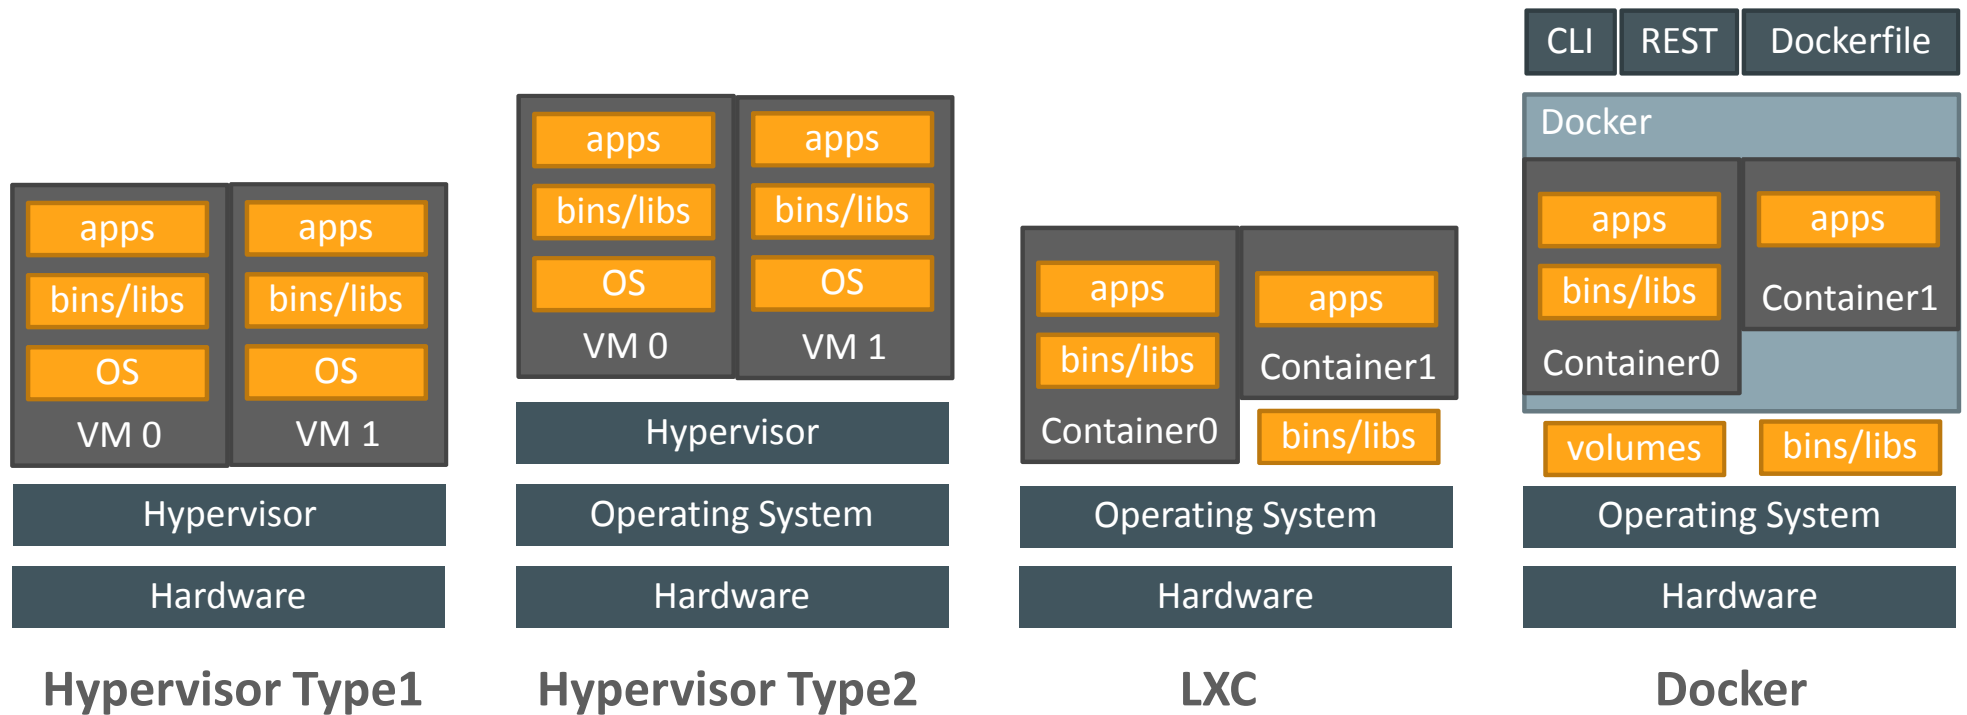 apps
apps
bins/libs
bins/libs
OS
OS
VM 0
VM 1
Hypervisor
Hardware
Hypervisor Type1
apps
apps
bins/libs
bins/libs
OS
OS
VM 0
VM 1
Hypervisor
Operating System
Hardware
Hypervisor Type2
apps
apps
bins/libs
Container1
Container0
bins/libs
Operating System
Hardware
LXC
CLI
REST
Dockerfile
Docker
apps
apps
bins/libs
Container1
Container0
volumes
bins/libs
Operating System
Hardware
Docker